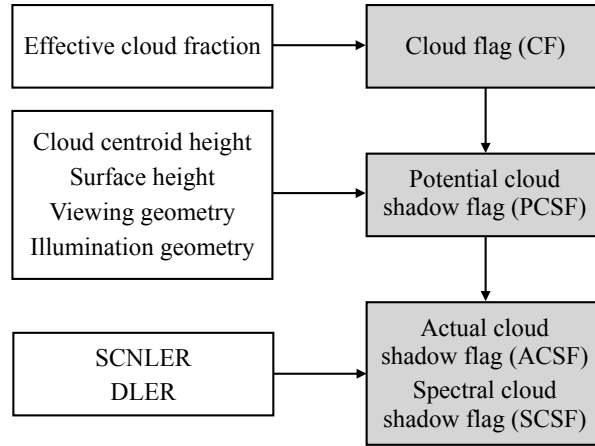 Effective cloud fraction
Cloud flag (CF)
Cloud centroid height
Surface height
Viewing geometry
Illumination geometry
Potential cloud
shadow flag (PCSF)
SCNLER
DLER
Actual cloud
shadow flag (ACSF)
Spectral cloud
shadow flag (SCSF)